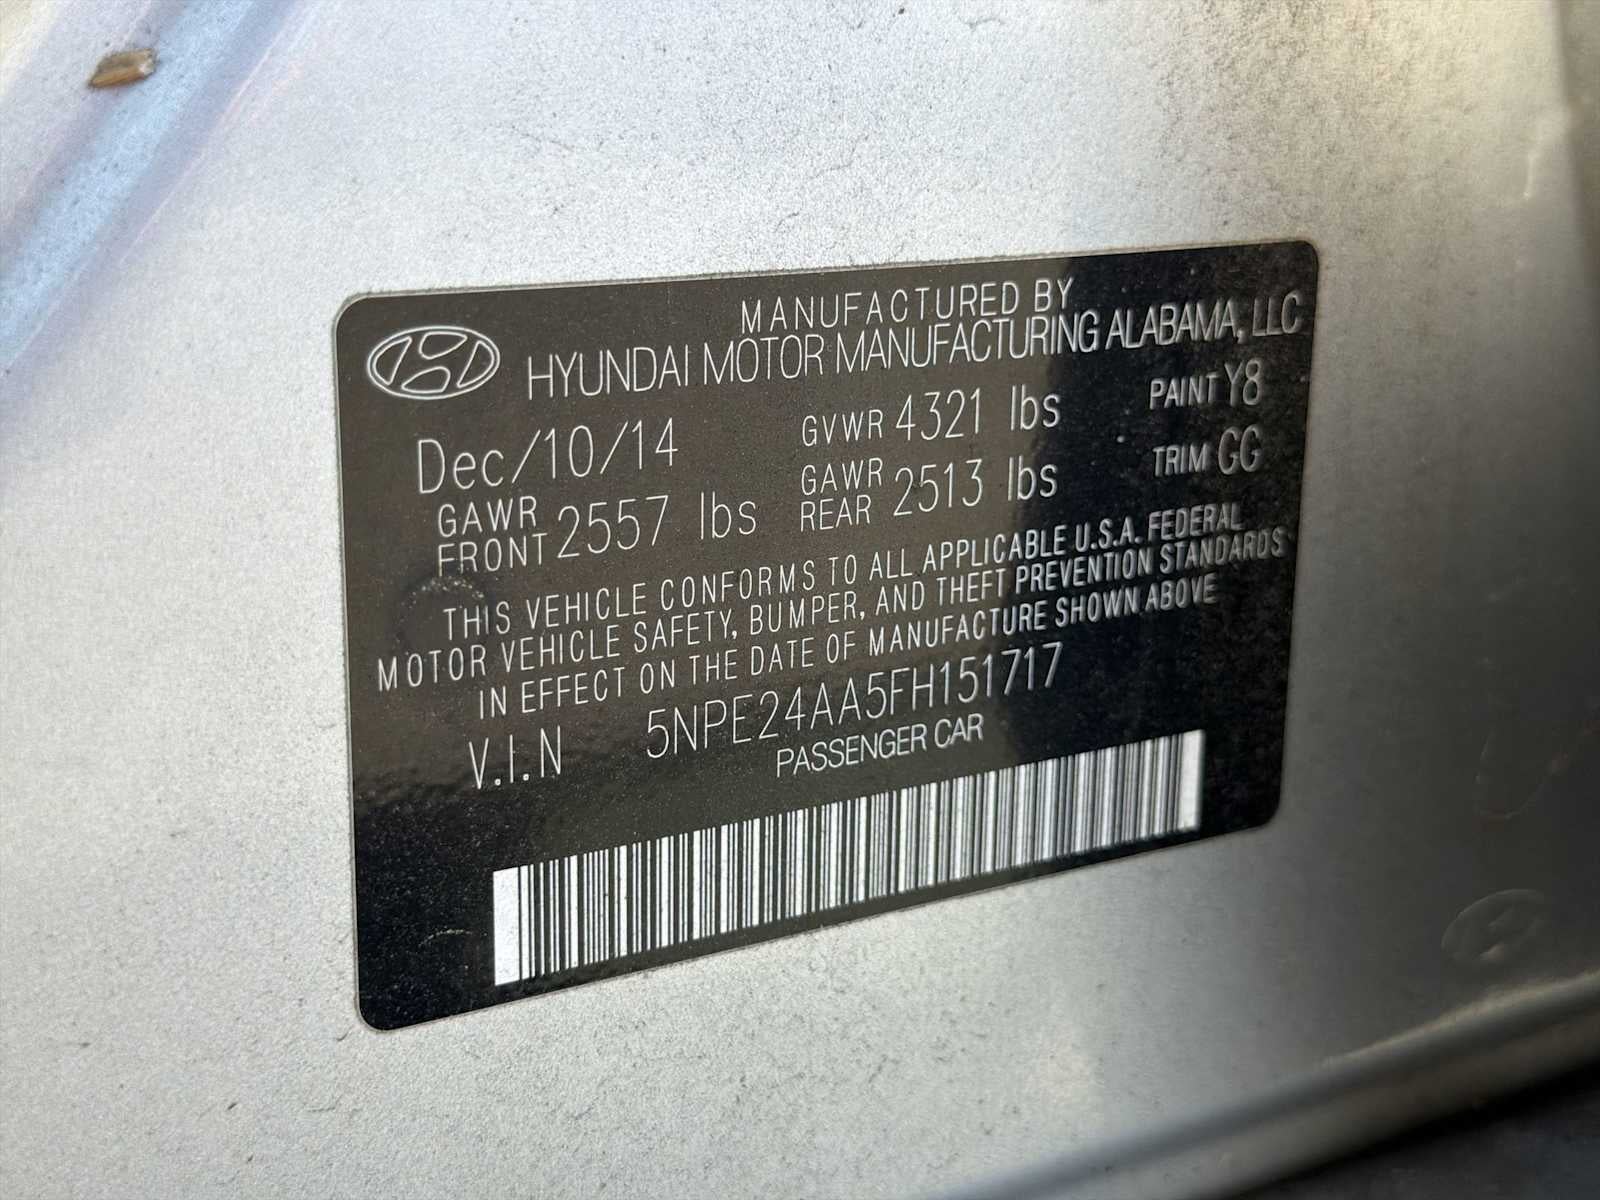 MANUFACTURED BY
HYUNDAI MOTOR MANUFACTURING ALABAMA, LLC
Dec/10/14 GVWR 4321 lbs PAINT Y8
GAWR FRONT 2557 lbs GAWR REAR 2513 lbs TRIM GG
THIS VEHICLE CONFORMS TO ALL APPLICABLE U.S.A. FEDERAL
MOTOR VEHICLE SAFETY, BUMPER, AND THEFT PREVENTION STANDARDS
IN EFFECT ON THE DATE OF MANUFACTURE SHOWN ABOVE
V.I.N 5NPE24AA5FH151717
PASSENGER CAR